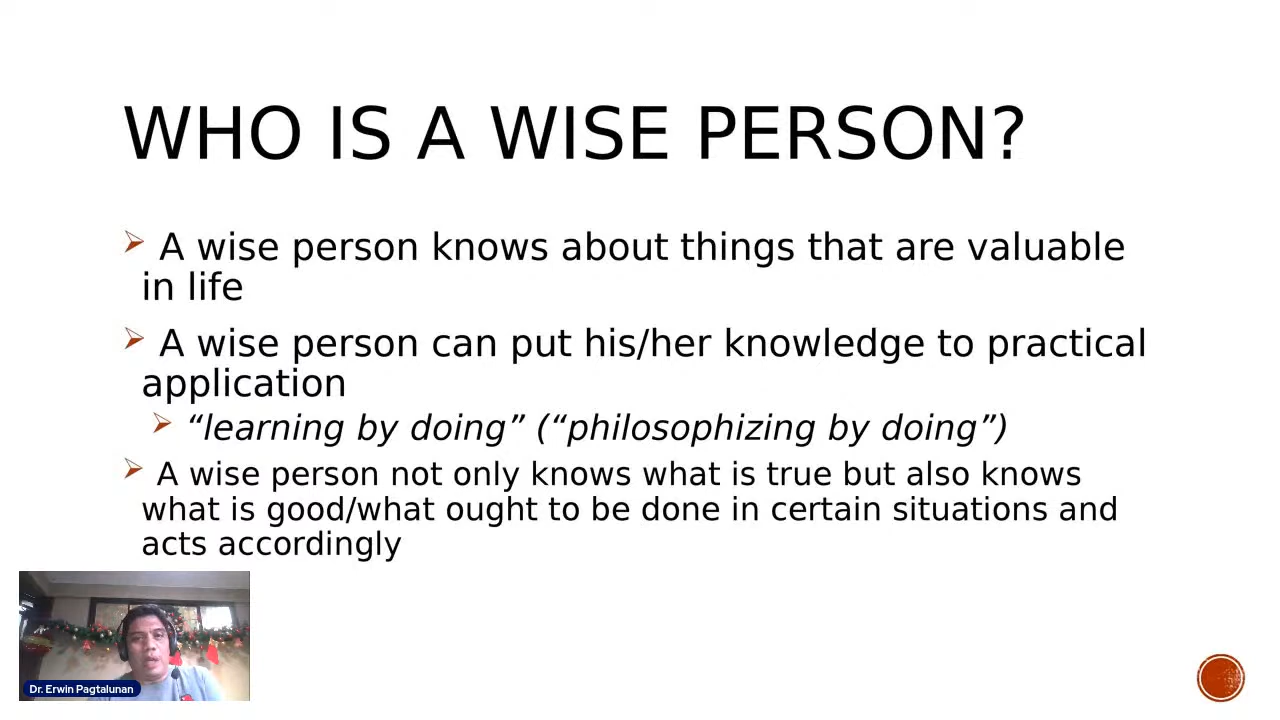 WHO IS A WISE PERSON?
A wise person knows about things that are valuable
in life
A wise person can put his/her knowledge to practical
application
“learning by doing” (“philosophizing by doing”)
A wise person not only knows what is true but also knows
what is good/what ought to be done in certain situations and
acts accordingly
Dr. Erwin Pagtalunan